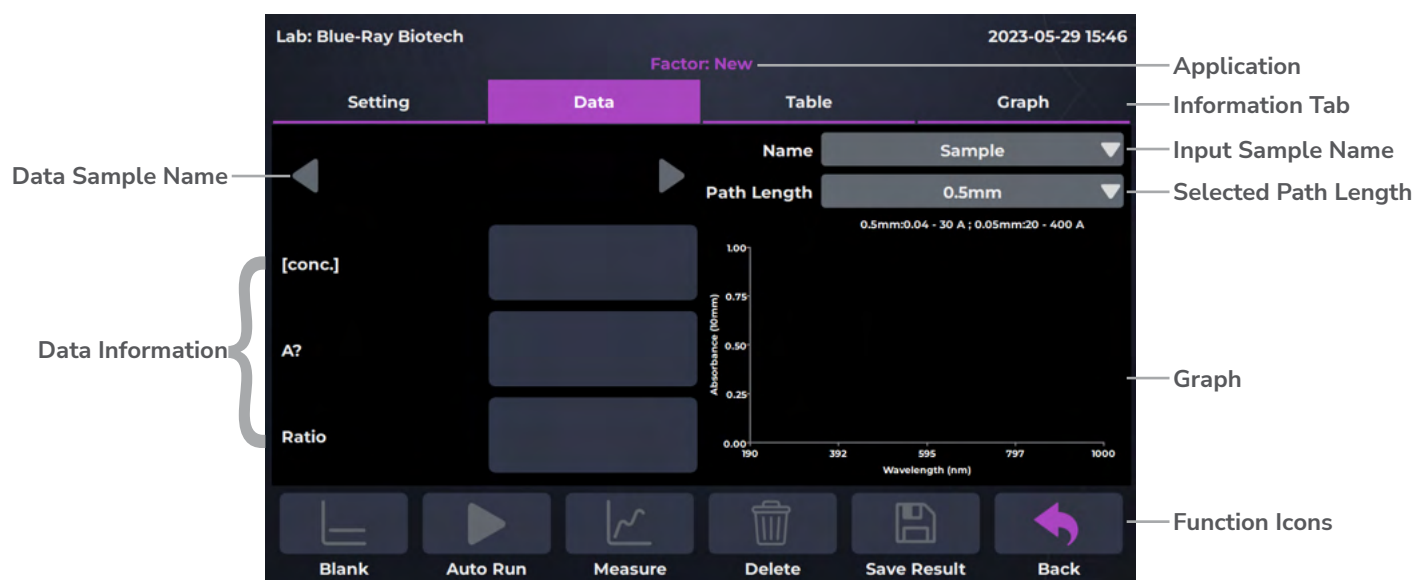 Lab: Blue-Ray Biotech
2023-05-29 15:46
Factor: New
Application
Setting
Data
Table
Graph
Information Tab
Name
Sample
Input Sample Name
Data Sample Name
Path Length
0.5mm
Selected Path Length
0.5mm:0.04 - 30 A ; 0.05mm:20 - 400 A
[conc.]
A?
Ratio
Data Information
1.00
0.75
0.50
0.25
0.00
Absorbance (10mm)
190
392
595
797
1000
Wavelength (nm)
Graph
Function Icons
Blank
Auto Run
Measure
Delete
Save Result
Back